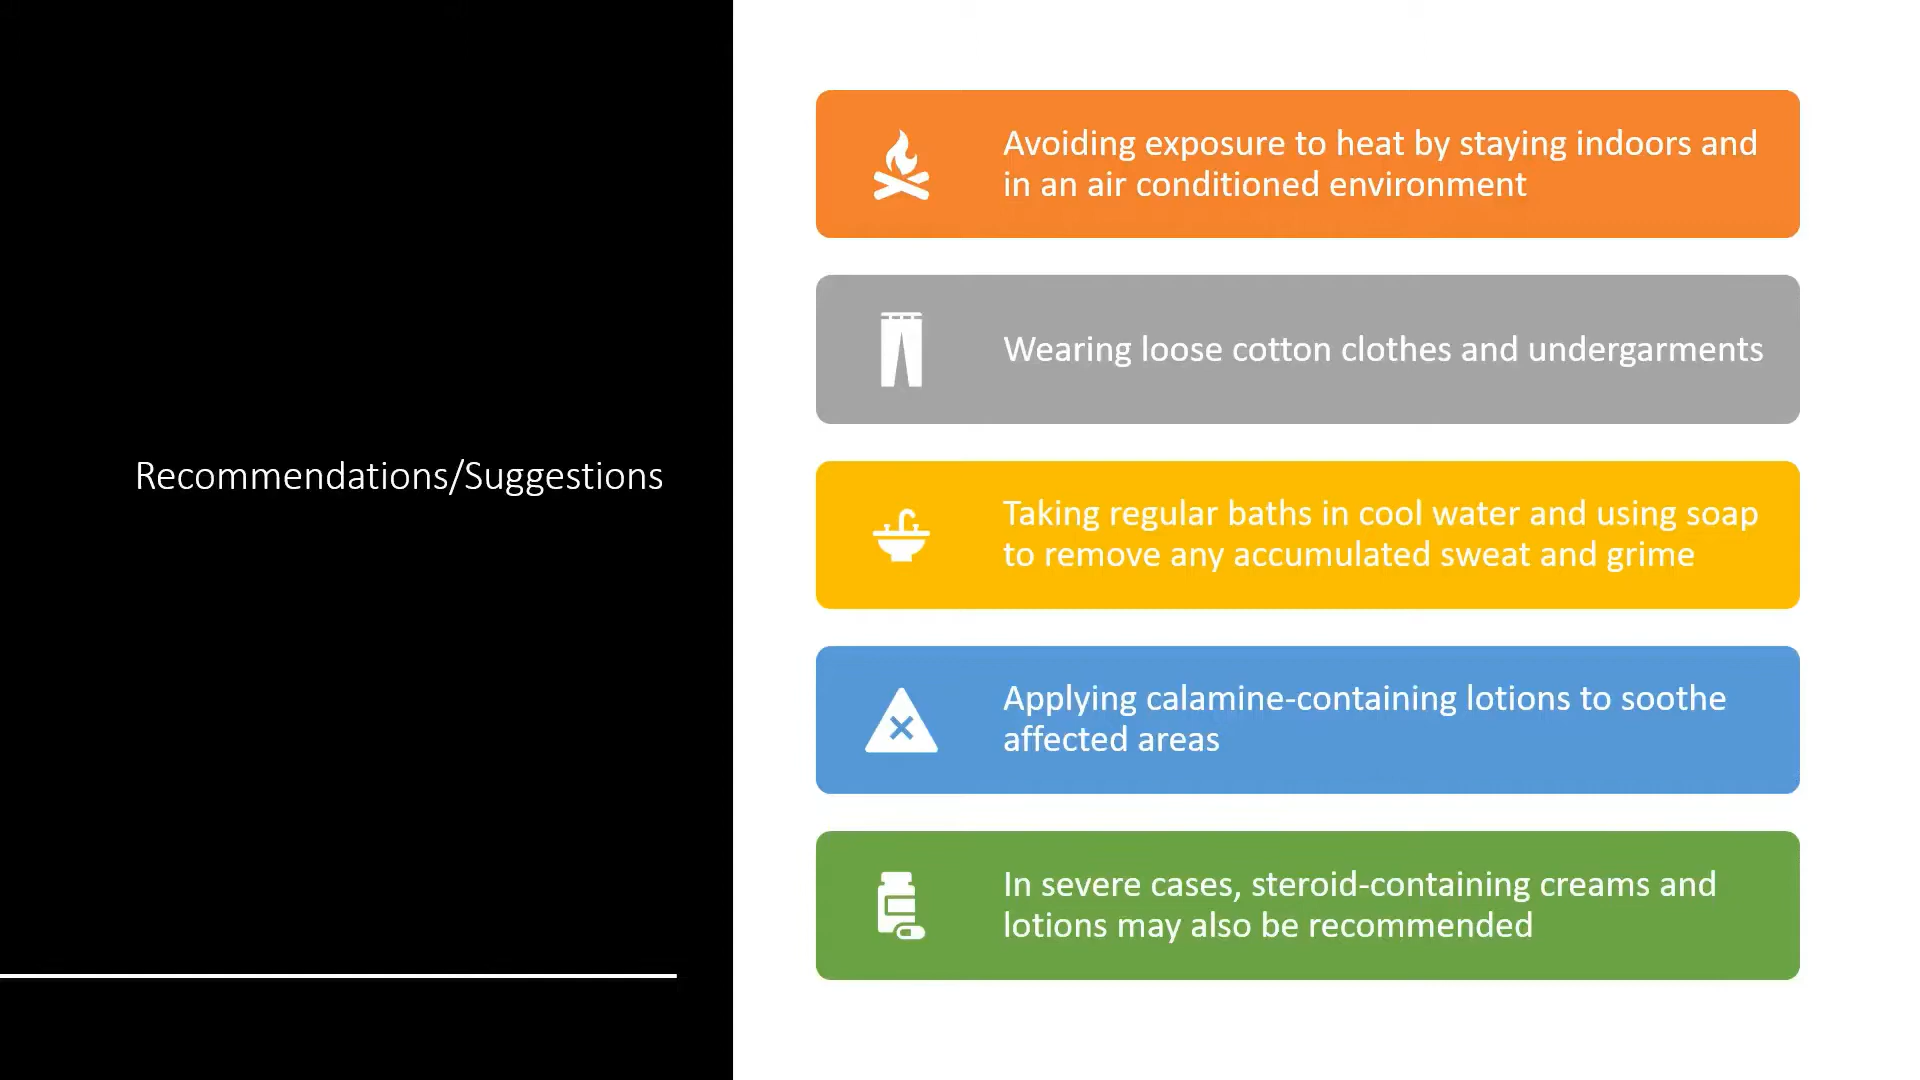 Recommendations/Suggestions
Avoiding exposure to heat by staying indoors and
in an air conditioned environment
Wearing loose cotton clothes and undergarments
Taking regular baths in cool water and using soap
to remove any accumulated sweat and grime
Applying calamine-containing lotions to soothe
affected areas
In severe cases, steroid-containing creams and
lotions may also be recommended